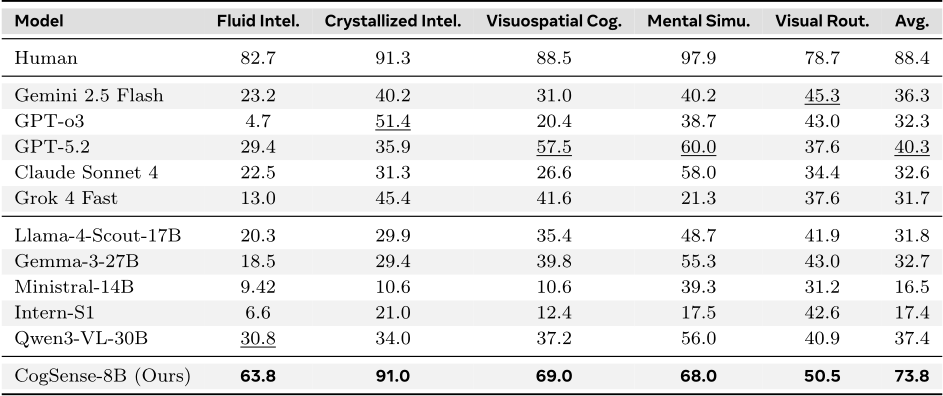 Model Fluid Intel. Crystallized Intel. Visuospatial Cog. Mental Simu. Visual Rout. Avg.
Human 82.7 91.3 88.5 97.9 78.7 88.4
Gemini 2.5 Flash 23.2 40.2 31.0 40.2 45.3 36.3
GPT-o3 4.7 51.4 20.4 38.7 43.0 32.3
GPT-5.2 29.4 35.9 57.5 60.0 37.6 40.3
Claude Sonnet 4 22.5 31.3 26.6 58.0 34.4 32.6
Grok 4 Fast 13.0 45.4 41.6 21.3 37.6 31.7
Llama-4-Scout-17B 20.3 29.9 35.4 48.7 41.9 31.8
Gemma-3-27B 18.5 29.4 39.8 55.3 43.0 32.7
Ministral-14B 9.42 10.6 10.6 39.3 31.2 16.5
Intern-S1 6.6 21.0 12.4 17.5 42.6 17.4
Qwen3-VL-30B 30.8 34.0 37.2 56.0 40.9 37.4
CogSense-8B (Ours) 63.8 91.0 69.0 68.0 50.5 73.8